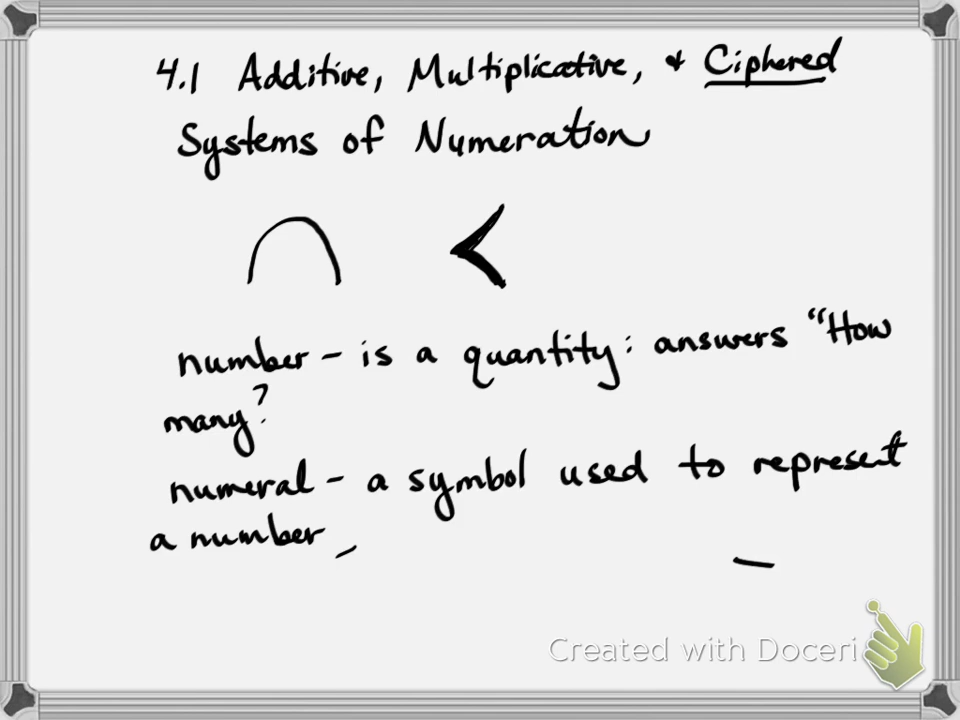 4.1 Additive, Multiplicative, & Ciphered
Systems of Numeration
∩ <
number - is a quantity: answers "How
many?
numeral - a symbol used to represent
a number
Created with Doceri